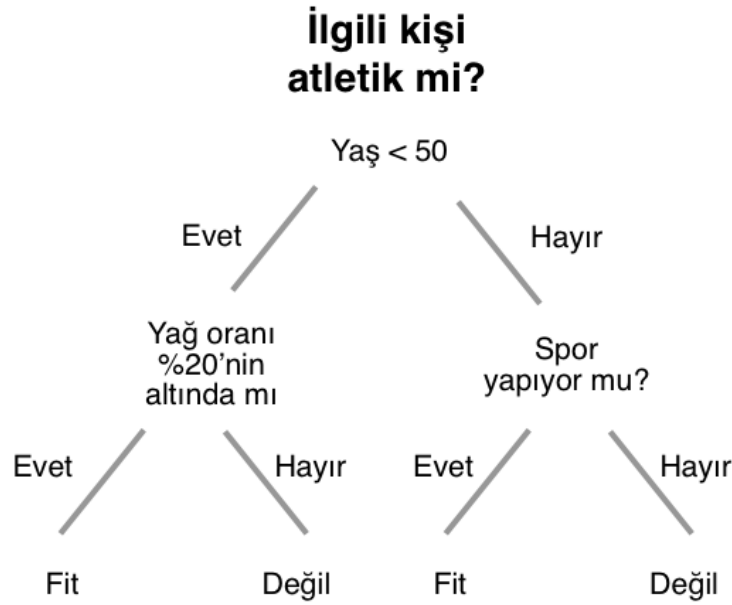 İlgili kişi
atletik mi?
Yaş < 50
Evet
Hayır
Yağ oranı
%20'nin
altında mı
Spor
yapıyor mu?
Evet
Hayır
Evet
Hayır
Fit
Değil
Fit
Değil